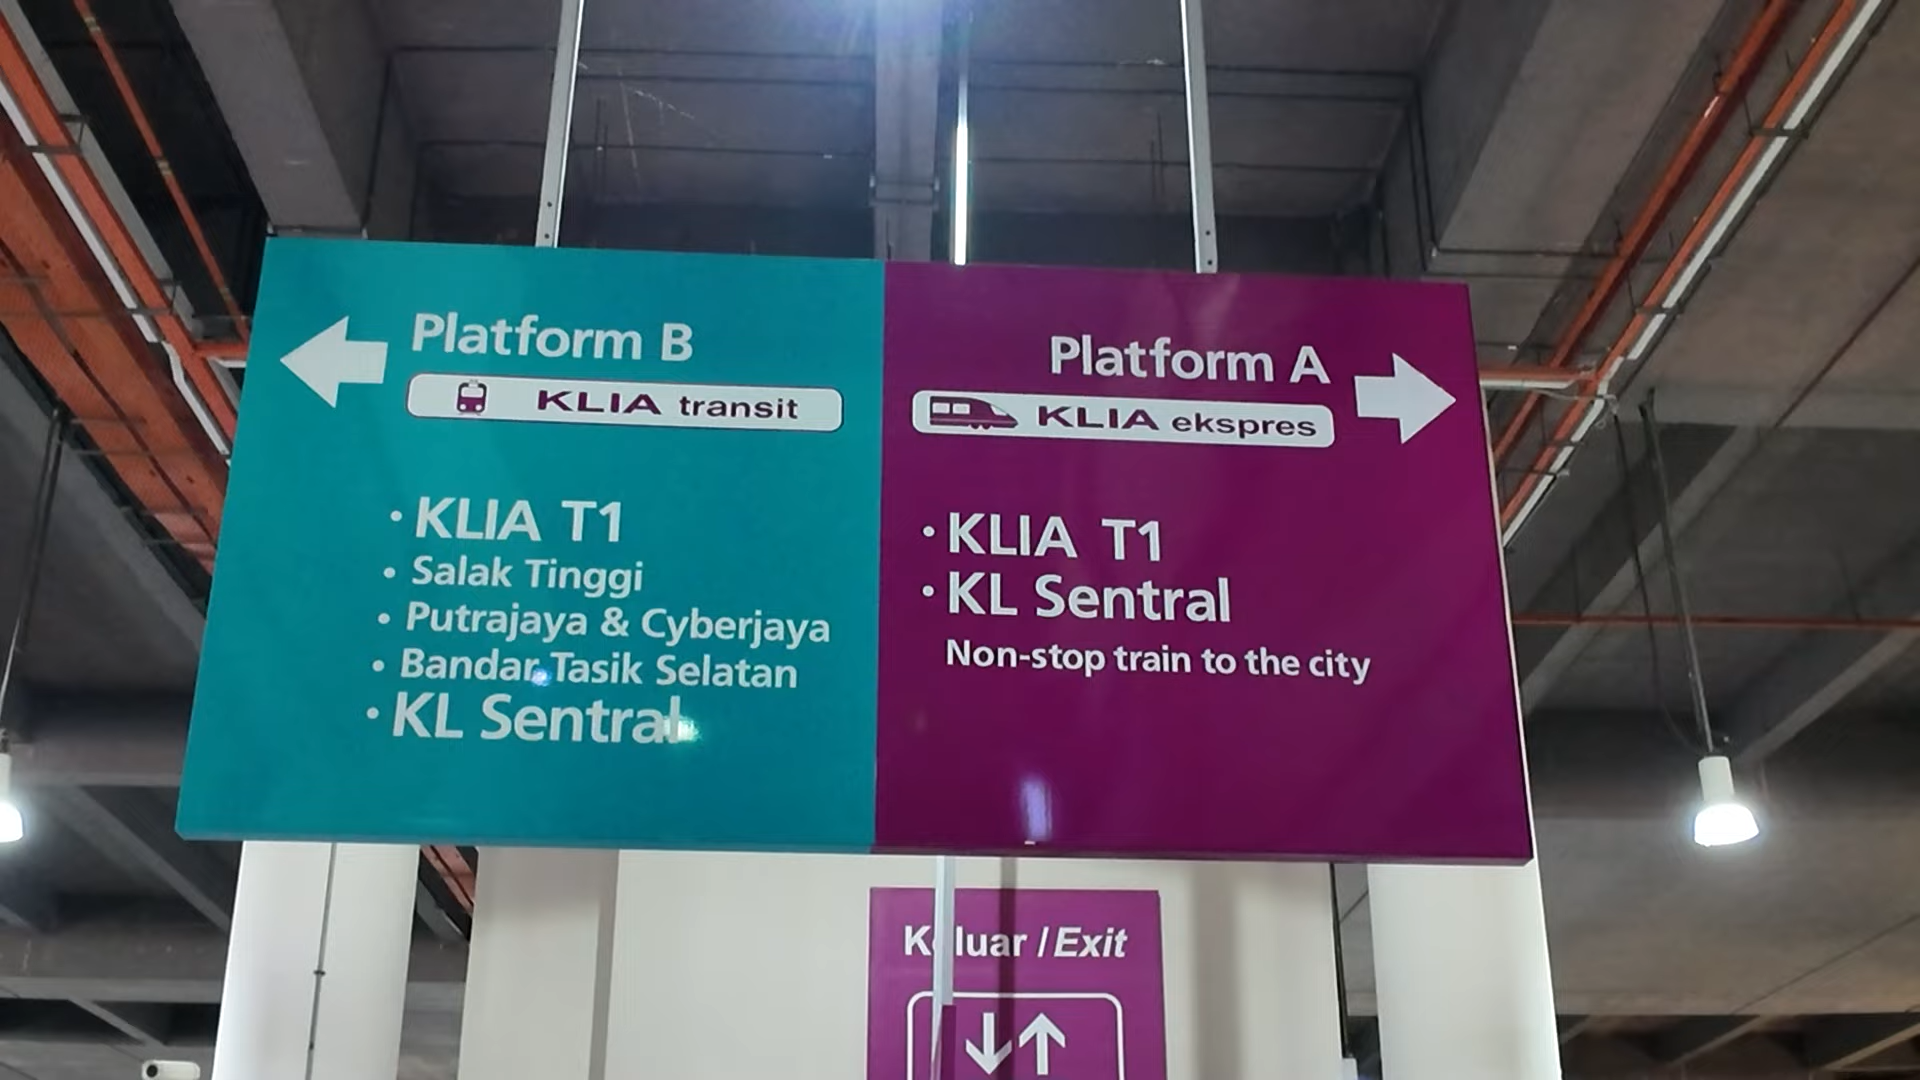 Platform B
KLIA transit
• KLIA T1
• Salak Tinggi
• Putrajaya & Cyberjaya
• Bandar Tasik Selatan
• KL Sentral
Platform A
KLIA ekspres
• KLIA T1
• KL Sentral
Non-stop train to the city
Keluar / Exit